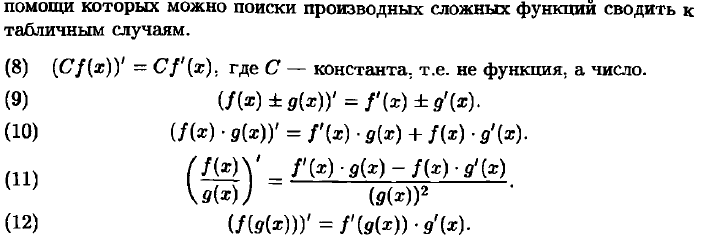 помощи которых можно поиски производных сложных функций сводить к
табличным случаям.
(8) (Cf(x))′ = Cf′(x), где C — константа, т.е. не функция, а число.
(9) (f(x) ± g(x))′ = f′(x) ± g′(x).
(10) (f(x) · g(x))′ = f′(x) · g(x) + f(x) · g′(x).
(11) (f(x)/g(x))′ = (f′(x) · g(x) − f(x) · g′(x))/(g(x))².
(12) (f(g(x)))′ = f′(g(x)) · g′(x).